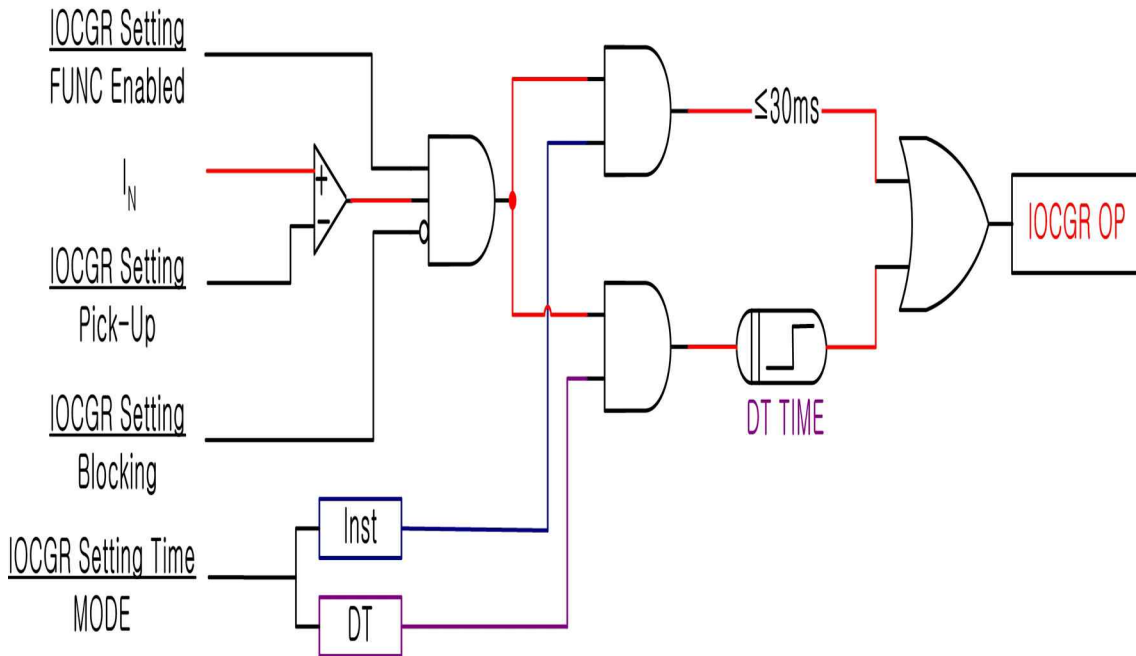 IOCGR Setting
FUNC Enabled
IN
IOCGR Setting
Pick-Up
IOCGR Setting
Blocking
IOCGR Setting Time
MODE
Inst
DT
+
-
≤30ms
DT TIME
IOCGR OP